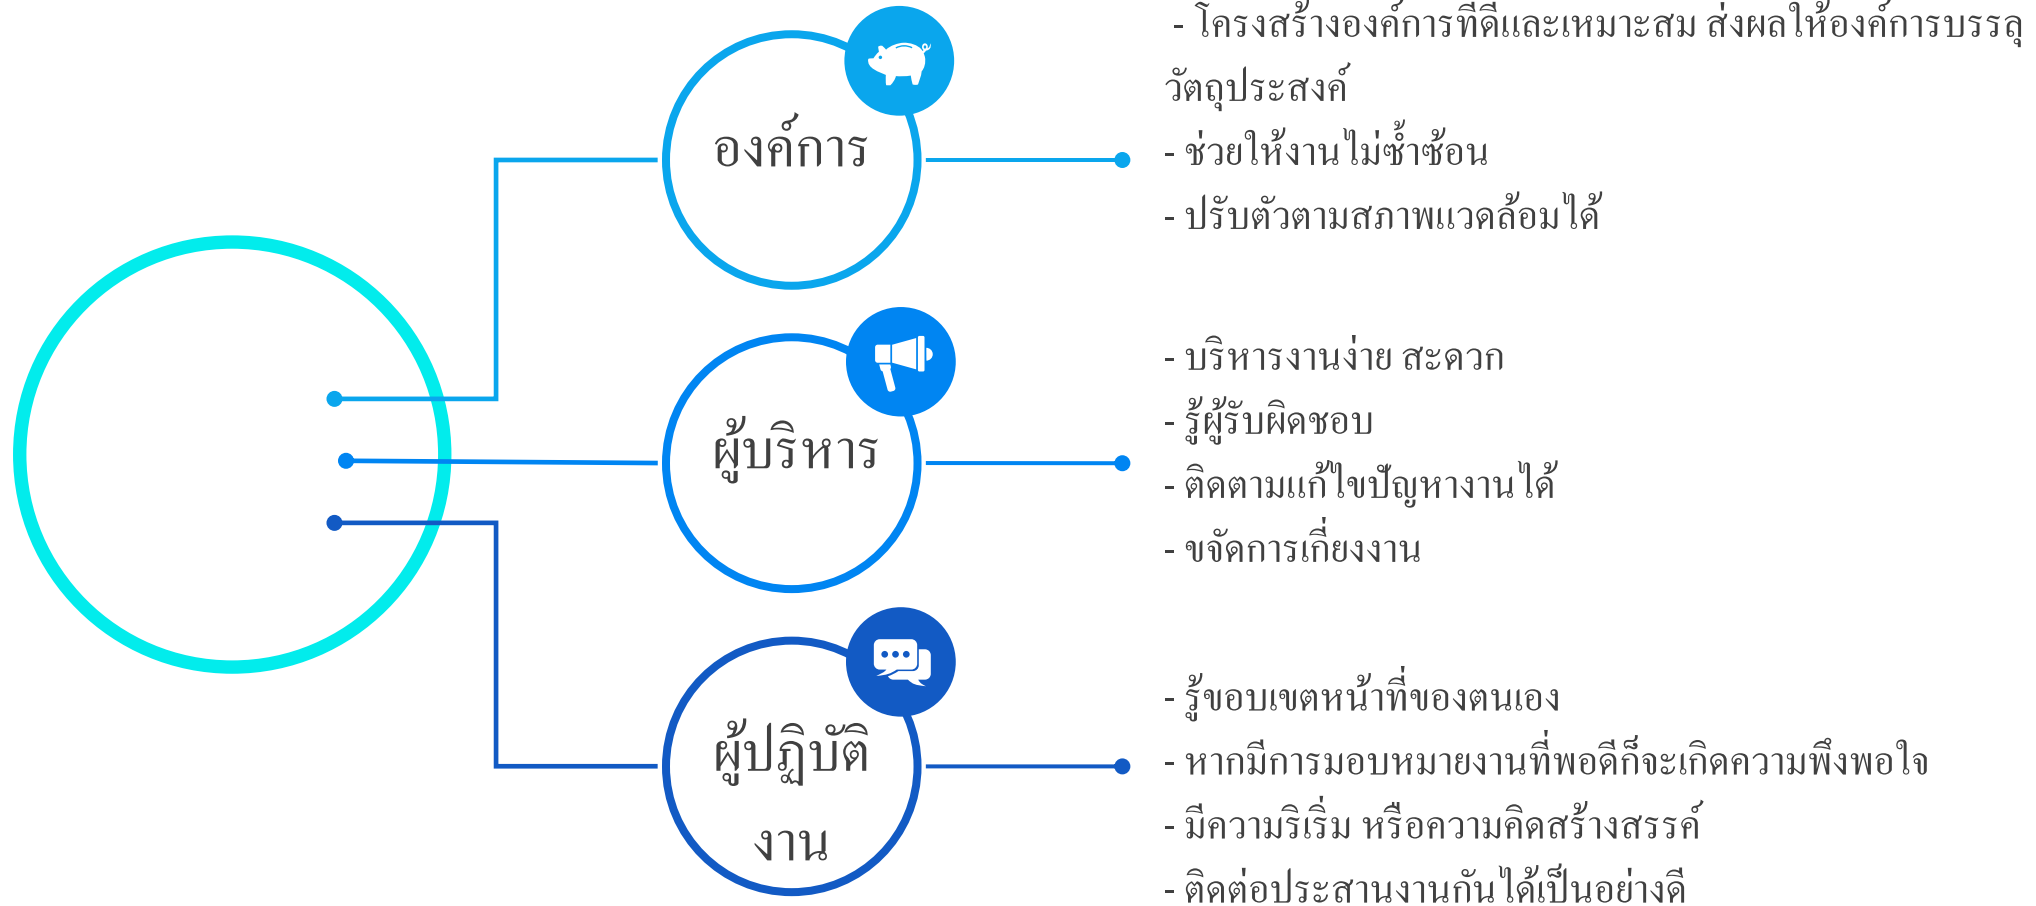 องค์การ
- โครงสร้างองค์การที่ดีและเหมาะสม ส่งผลให้องค์การบรรลุ
วัตถุประสงค์
- ช่วยให้งานไม่ซ้ำซ้อน
- ปรับตัวตามสภาพแวดล้อมได้
ผู้บริหาร
- บริหารงานง่าย สะดวก
- รู้ผู้รับผิดชอบ
- ติดตามแก้ไขปัญหางานได้
- ขจัดการเกี่ยงงาน
ผู้ปฏิบัติ
งาน
- รู้ขอบเขตหน้าที่ของตนเอง
- หากมีการมอบหมายงานที่พอดีก็จะเกิดความพึงพอใจ
- มีความริเริ่ม หรือความคิดสร้างสรรค์
- ติดต่อประสานงานกันได้เป็นอย่างดี